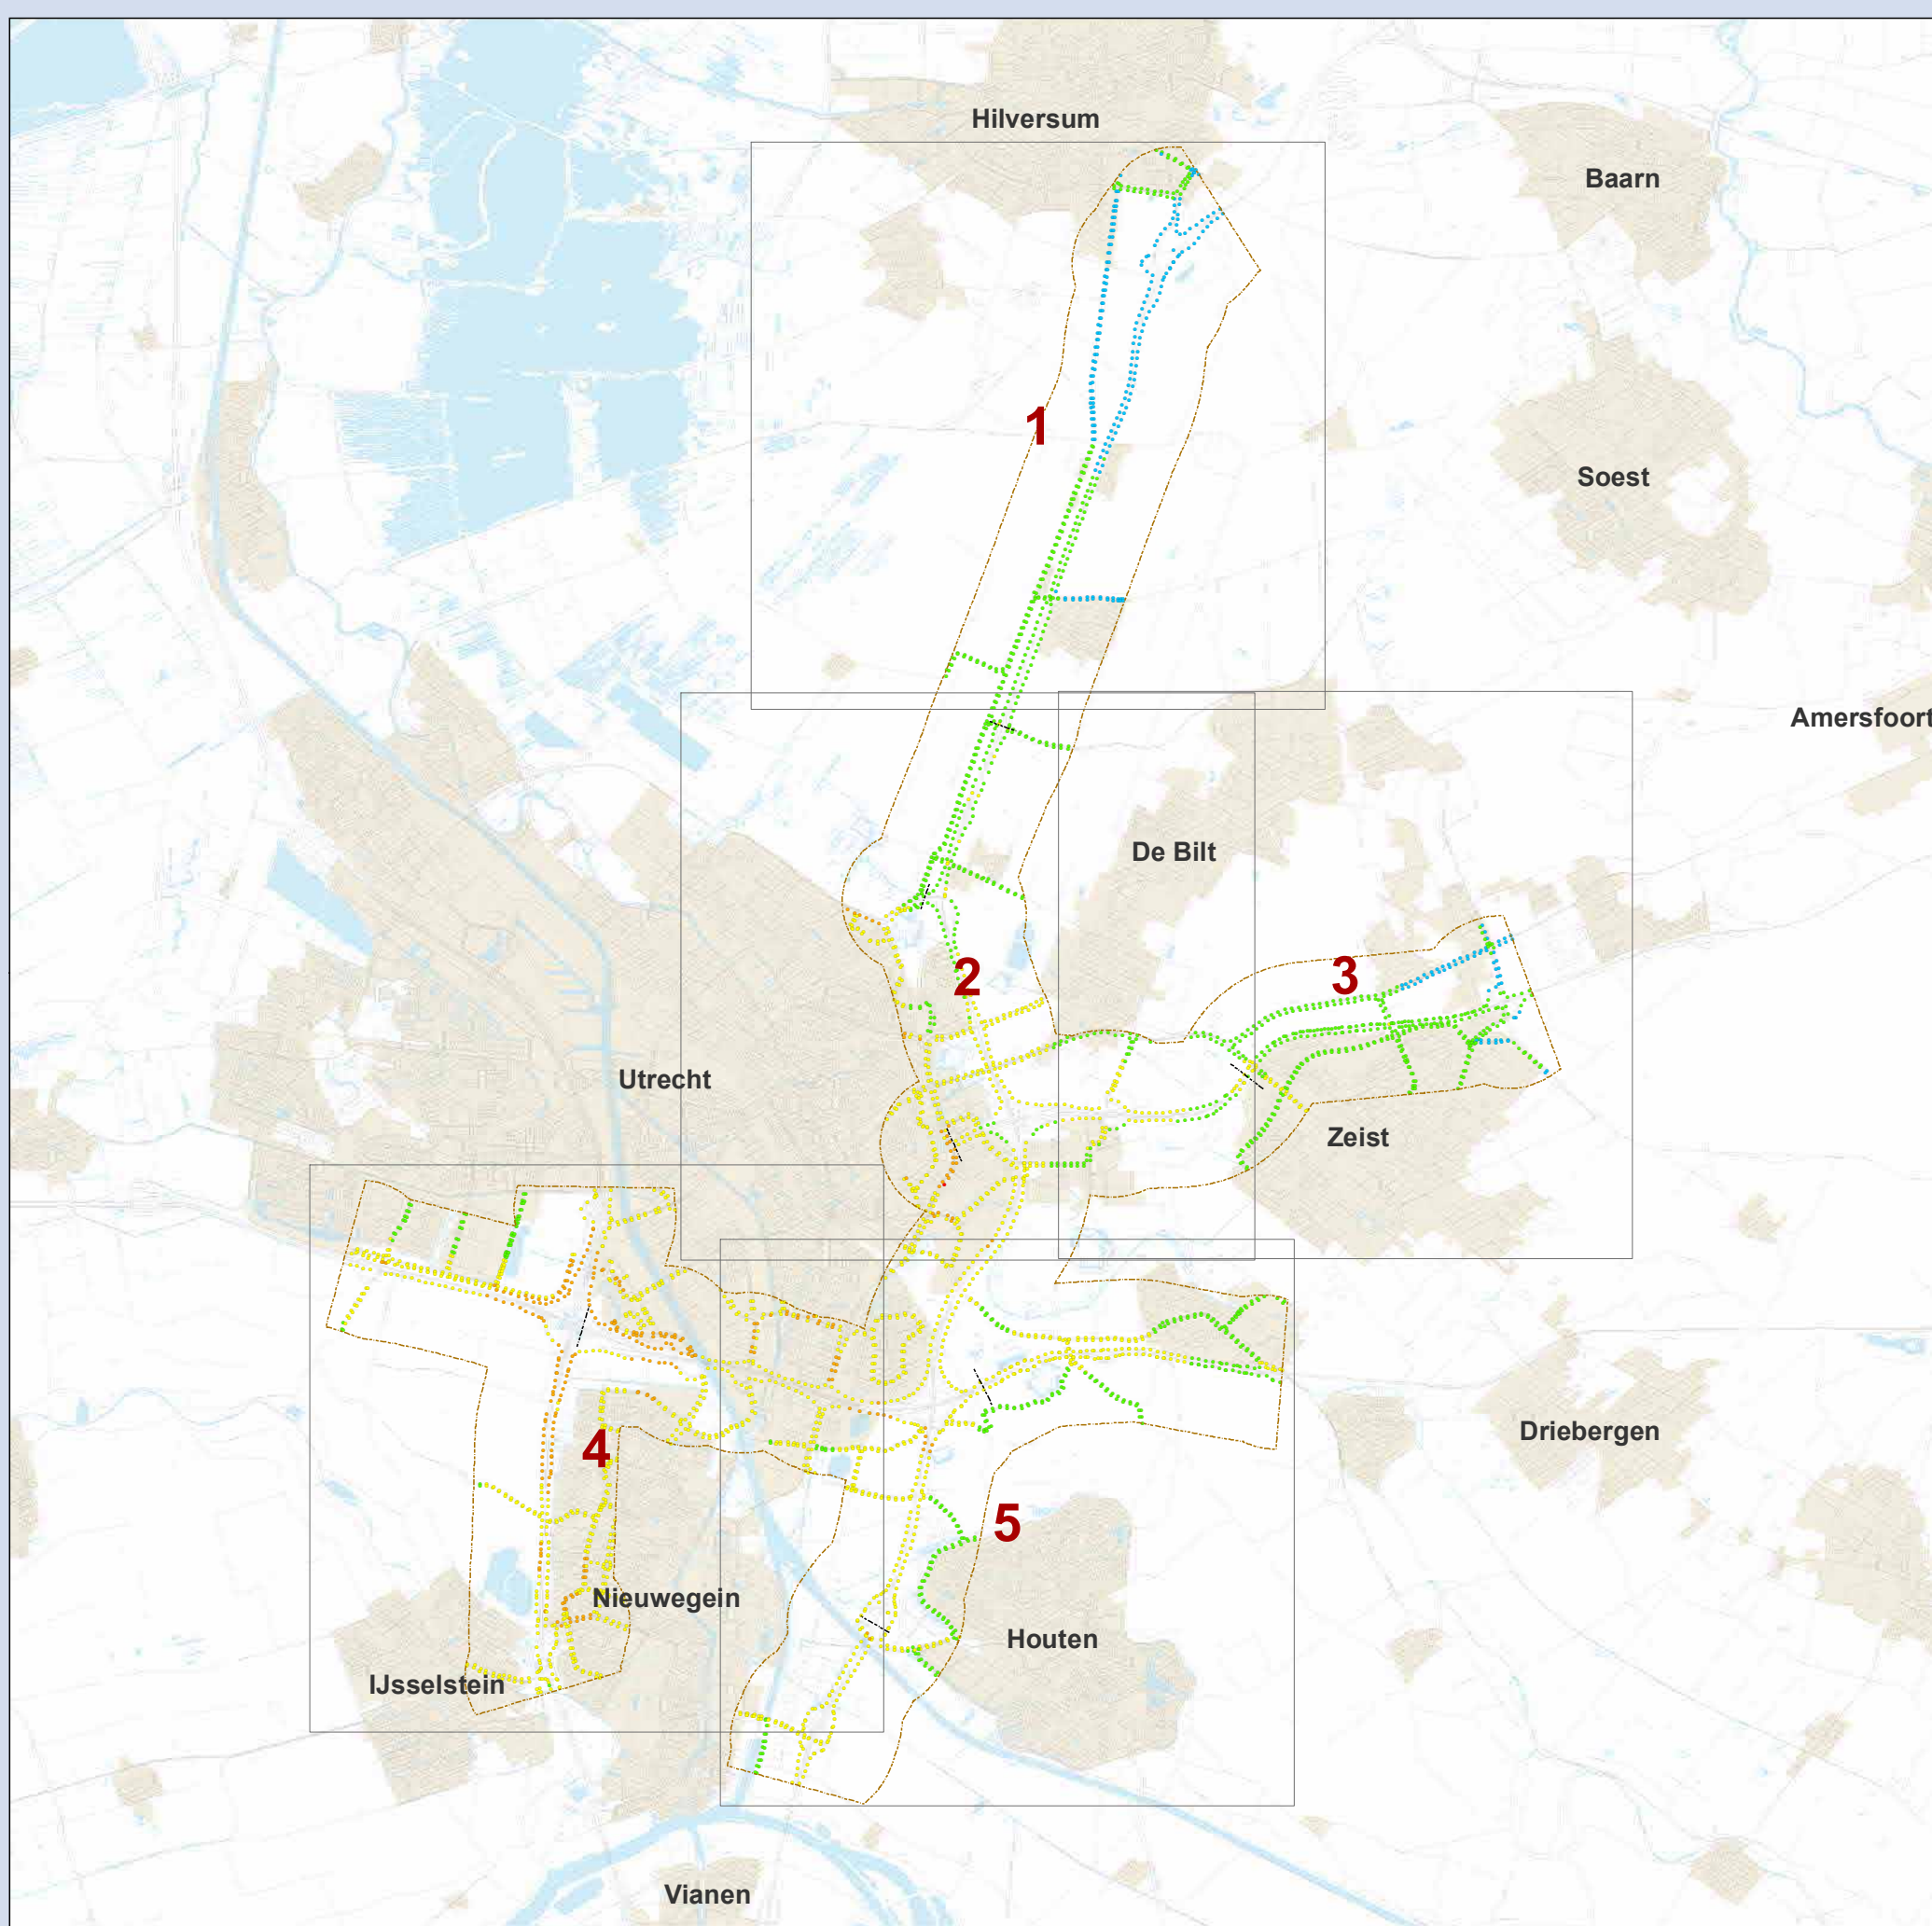 Hilversum
Baarn
1
Soest
Amersfoort
De Bilt
2
3
Utrecht
Zeist
4
Driebergen
5
Nieuwegein
Houten
IJsselstein
Vianen